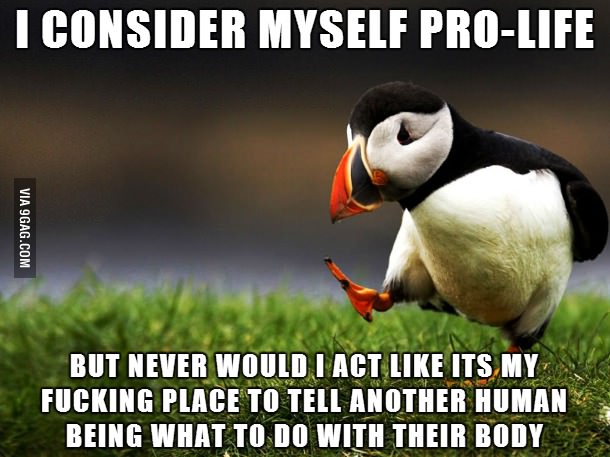 I CONSIDER MYSELF PRO-LIFE
VIA 9GAG.COM
BUT NEVER WOULD I ACT LIKE ITS MY
FUCKING PLACE TO TELL ANOTHER HUMAN
BEING WHAT TO DO WITH THEIR BODY